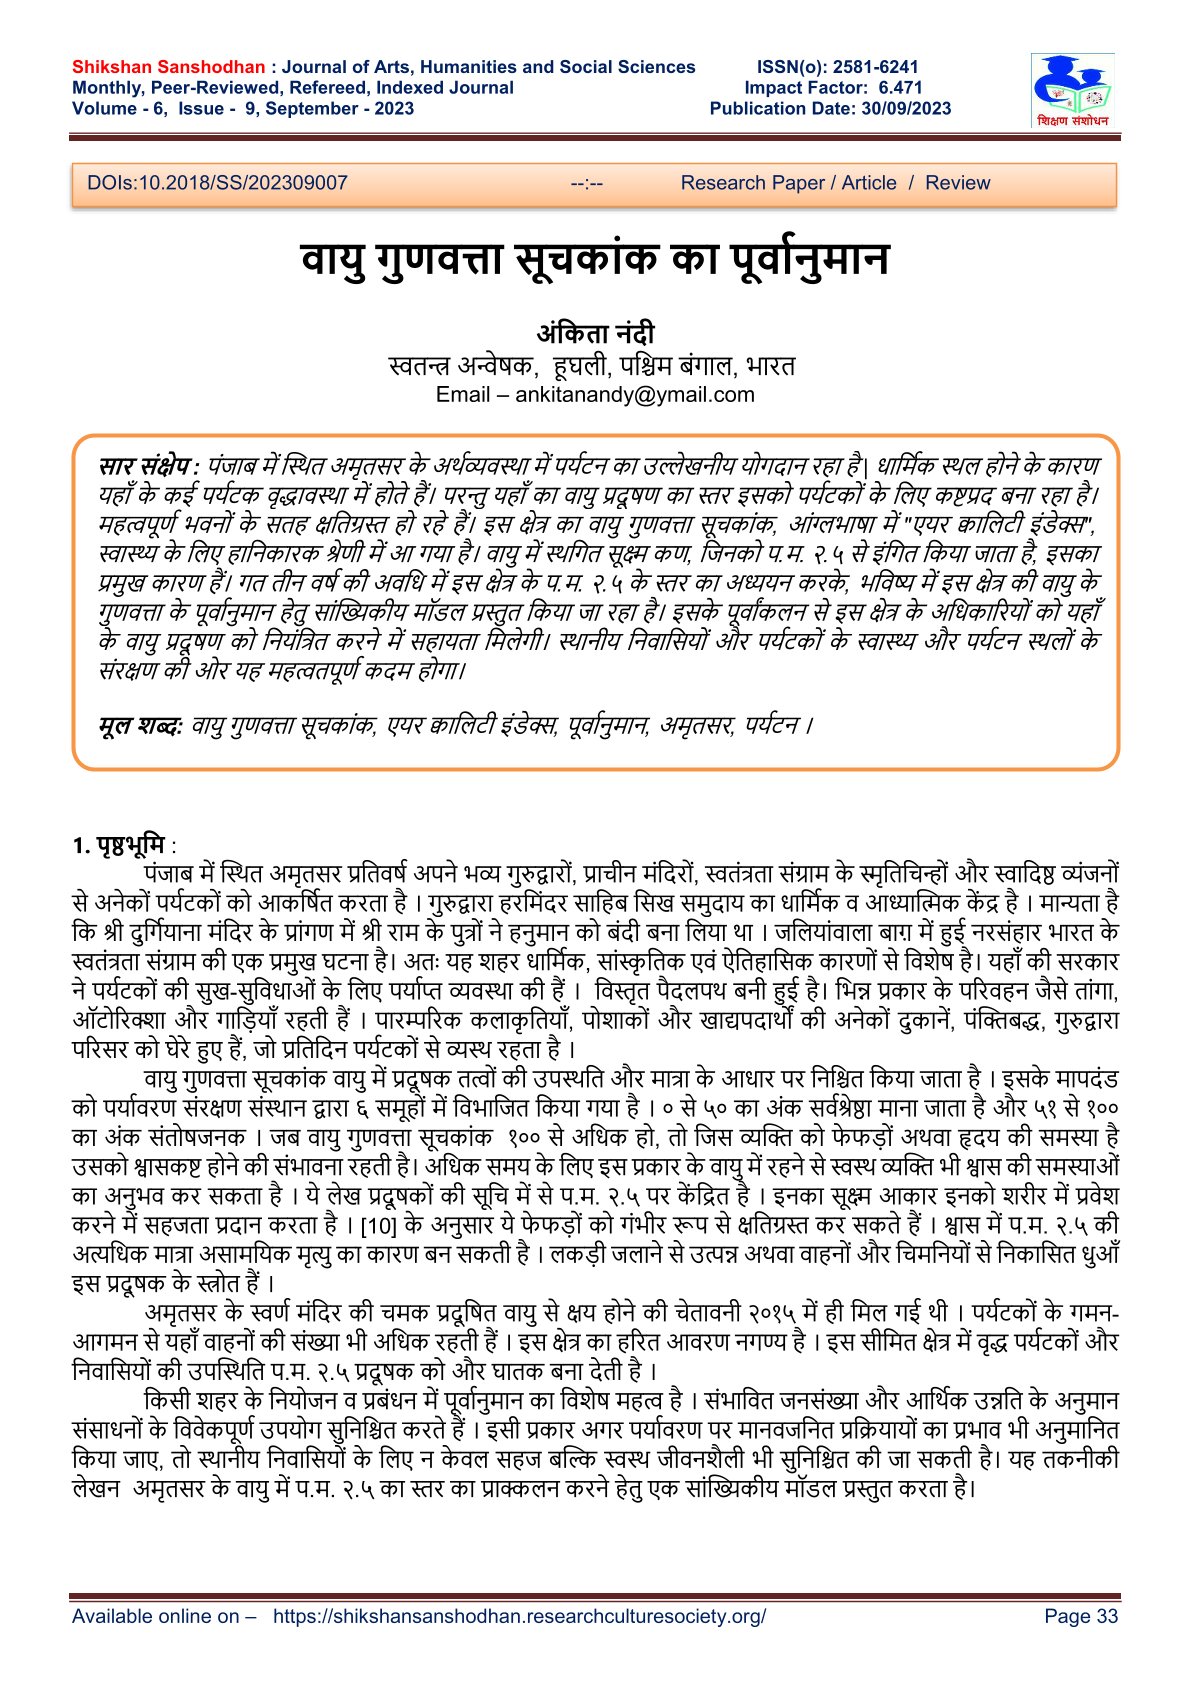 Shikshan Sanshodhan : Journal of Arts, Humanities and Social Sciences ISSN(o): 2581-6241
Monthly, Peer-Reviewed, Refereed, Indexed Journal Impact Factor: 6.471
Volume - 6, Issue - 9, September - 2023 Publication Date: 30/09/2023
शिक्षण संशोधन
DOIs:10.2018/SS/202309007 --:-- Research Paper / Article / Review
वायु गुणवत्ता सूचकांक का पूर्वानुमान
अंकिता नंदी
स्वतन्त्र अन्वेषक, हूघली, पश्चिम बंगाल, भारत
Email – ankitanandy@ymail.com
सार संक्षेप : पंजाब में स्थित अमृतसर के अर्थव्यवस्था में पर्यटन का उल्लेखनीय योगदान रहा है| धार्मिक स्थल होने के कारण
यहाँ के कई पर्यटक वृद्धावस्था में होते हैं। परन्तु यहाँ का वायु प्रदूषण का स्तर इसको पर्यटकों के लिए कष्टप्रद बना रहा है।
महत्वपूर्ण भवनों के सतह क्षतिग्रस्त हो रहे हैं। इस क्षेत्र का वायु गुणवत्ता सूचकांक, आंग्लभाषा में "एयर क्वालिटी इंडेक्स",
स्वास्थ्य के लिए हानिकारक श्रेणी में आ गया है। वायु में स्थगित सूक्ष्म कण, जिनको प.म. २.५ से इंगित किया जाता है, इसका
प्रमुख कारण हैं। गत तीन वर्ष की अवधि में इस क्षेत्र के प.म. २.५ के स्तर का अध्ययन करके, भविष्य में इस क्षेत्र की वायु के
गुणवत्ता के पूर्वानुमान हेतु सांख्यिकीय मॉडल प्रस्तुत किया जा रहा है। इसके पूर्वांकलन से इस क्षेत्र के अधिकारियों को यहाँ
के वायु प्रदूषण को नियंत्रित करने में सहायता मिलेगी। स्थानीय निवासियों और पर्यटकों के स्वास्थ्य और पर्यटन स्थलों के
संरक्षण की ओर यह महत्वतपूर्ण कदम होगा।
मूल शब्द: वायु गुणवत्ता सूचकांक, एयर क्वालिटी इंडेक्स, पूर्वानुमान, अमृतसर, पर्यटन ।
1. पृष्ठभूमि :
पंजाब में स्थित अमृतसर प्रतिवर्ष अपने भव्य गुरुद्वारों, प्राचीन मंदिरों, स्वतंत्रता संग्राम के स्मृतिचिन्हों और स्वादिष्ठ व्यंजनों
से अनेकों पर्यटकों को आकर्षित करता है । गुरुद्वारा हरमिंदर साहिब सिख समुदाय का धार्मिक व आध्यात्मिक केंद्र है । मान्यता है
कि श्री दुर्गियाना मंदिर के प्रांगण में श्री राम के पुत्रों ने हनुमान को बंदी बना लिया था । जलियांवाला बाग़ में हुई नरसंहार भारत के
स्वतंत्रता संग्राम की एक प्रमुख घटना है। अतः यह शहर धार्मिक, सांस्कृतिक एवं ऐतिहासिक कारणों से विशेष है। यहाँ की सरकार
ने पर्यटकों की सुख-सुविधाओं के लिए पर्याप्त व्यवस्था की हैं । विस्तृत पैदलपथ बनी हुई है। भिन्न प्रकार के परिवहन जैसे तांगा,
ऑटोरिक्शा और गाड़ियाँ रहती हैं । पारम्परिक कलाकृतियाँ, पोशाकों और खाद्यपदार्थों की अनेकों दुकानें, पंक्तिबद्ध, गुरुद्वारा
परिसर को घेरे हुए हैं, जो प्रतिदिन पर्यटकों से व्यस्थ रहता है ।
वायु गुणवत्ता सूचकांक वायु में प्रदूषक तत्वों की उपस्थति और मात्रा के आधार पर निश्चित किया जाता है । इसके मापदंड
को पर्यावरण संरक्षण संस्थान द्वारा ६ समूहों में विभाजित किया गया है । ० से ५० का अंक सर्वश्रेष्ठा माना जाता है और ५१ से १००
का अंक संतोषजनक । जब वायु गुणवत्ता सूचकांक १०० से अधिक हो, तो जिस व्यक्ति को फेफड़ों अथवा हृदय की समस्या है
उसको श्वासकष्ट होने की संभावना रहती है। अधिक समय के लिए इस प्रकार के वायु में रहने से स्वस्थ व्यक्ति भी श्वास की समस्याओं
का अनुभव कर सकता है । ये लेख प्रदूषकों की सूचि में से प.म. २.५ पर केंद्रित है । इनका सूक्ष्म आकार इनको शरीर में प्रवेश
करने में सहजता प्रदान करता है । [10] के अनुसार ये फेफड़ों को गंभीर रूप से क्षतिग्रस्त कर सकते हैं । श्वास में प.म. २.५ की
अत्यधिक मात्रा असामयिक मृत्यु का कारण बन सकती है । लकड़ी जलाने से उत्पन्न अथवा वाहनों और चिमनियों से निकासित धुआँ
इस प्रदूषक के स्त्रोत हैं ।
अमृतसर के स्वर्ण मंदिर की चमक प्रदूषित वायु से क्षय होने की चेतावनी २०१५ में ही मिल गई थी । पर्यटकों के गमन-
आगमन से यहाँ वाहनों की संख्या भी अधिक रहती हैं । इस क्षेत्र का हरित आवरण नगण्य है । इस सीमित क्षेत्र में वृद्ध पर्यटकों और
निवासियों की उपस्थिति प.म. २.५ प्रदूषक को और घातक बना देती है ।
किसी शहर के नियोजन व प्रबंधन में पूर्वानुमान का विशेष महत्व है । संभावित जनसंख्या और आर्थिक उन्नति के अनुमान
संसाधनों के विवेकपूर्ण उपयोग सुनिश्चित करते हैं । इसी प्रकार अगर पर्यावरण पर मानवजनित प्रक्रियायों का प्रभाव भी अनुमानित
किया जाए, तो स्थानीय निवासियों के लिए न केवल सहज बल्कि स्वस्थ जीवनशैली भी सुनिश्चित की जा सकती है। यह तकनीकी
लेखन अमृतसर के वायु में प.म. २.५ का स्तर का प्राक्कलन करने हेतु एक सांख्यिकीय मॉडल प्रस्तुत करता है।
Available online on – https://shikshansanshodhan.researchculturesociety.org/ Page 33